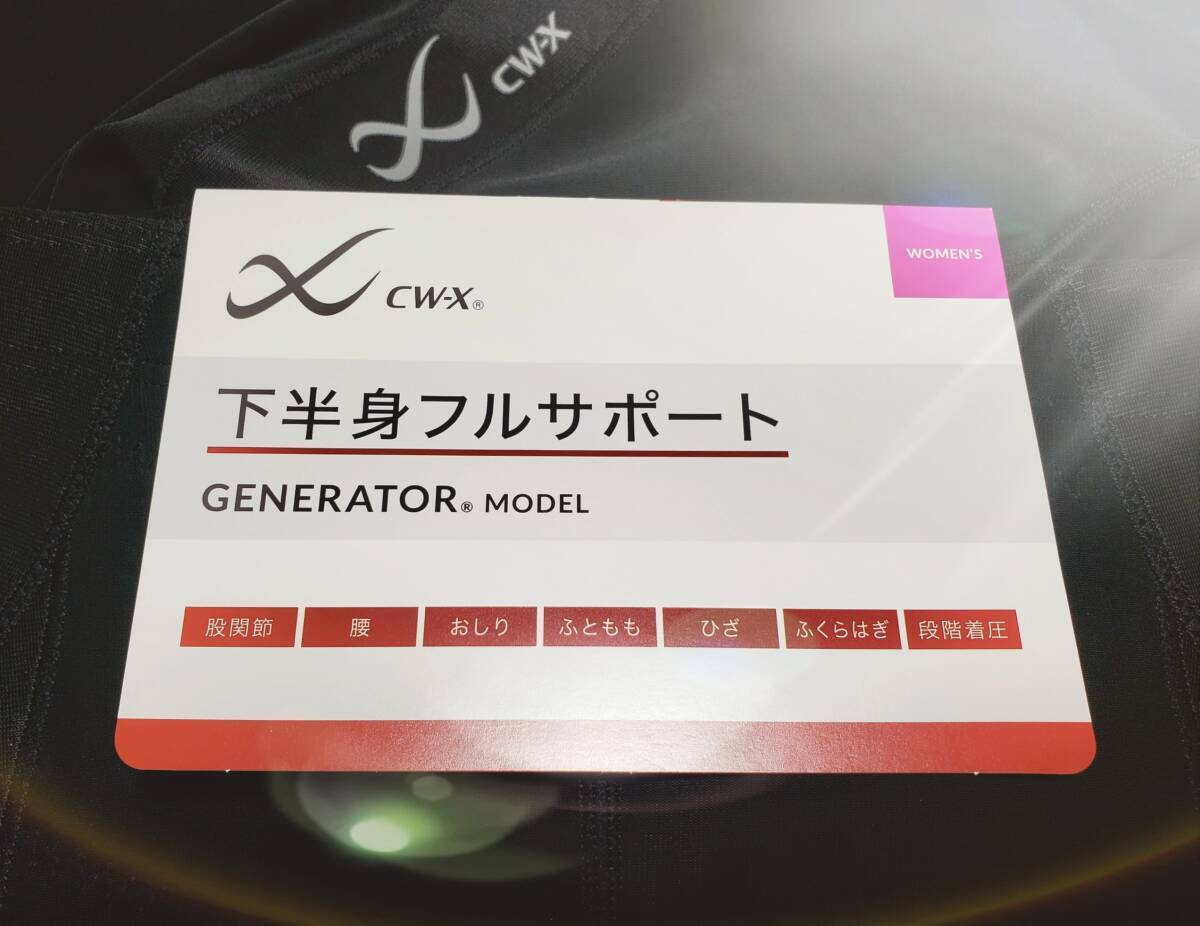 CW-X
WOMEN'S
CW-X®
下半身フルサポート
GENERATOR® MODEL
股関節 腰 おしり ふともも ひざ ふくらはぎ 段階着圧